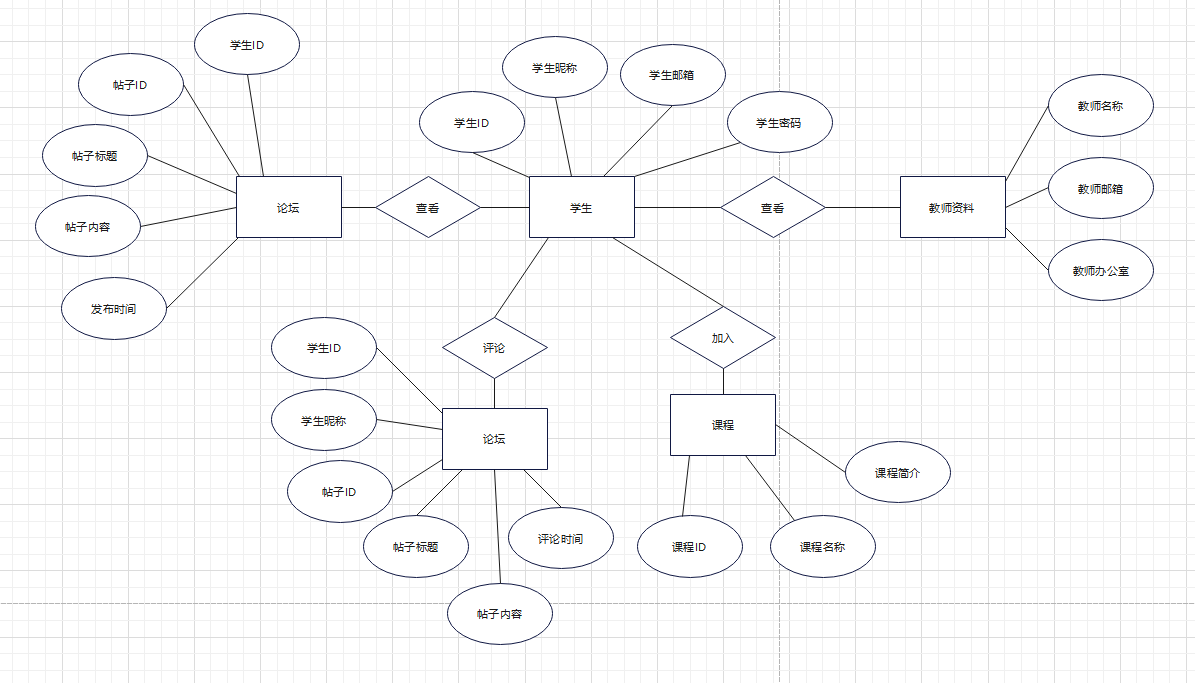 学生ID
学生昵称
学生邮箱
帖子ID
教师名称
学生ID
学生密码
帖子标题
教师邮箱
论坛
查看
学生
查看
教师资料
帖子内容
教师办公室
发布时间
学生ID
评论
加入
学生昵称
论坛
课程
课程简介
帖子ID
帖子标题
评论时间
课程ID
课程名称
帖子内容